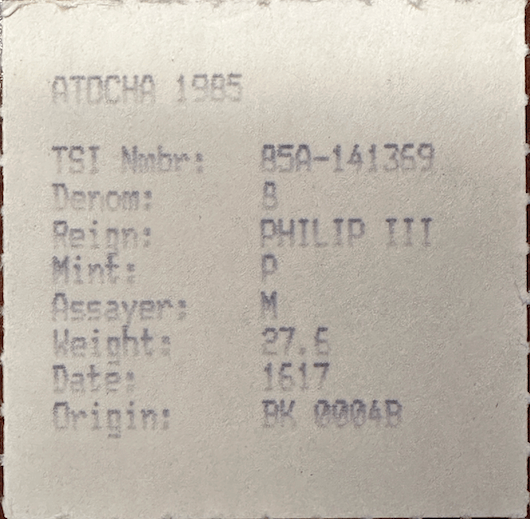 ATOCHA 1985
TSI Nmbr: 85A-141369
Denom: 8
Reign: PHILIP III
Mint: P
Assayer: M
Weight: 27.6
Date: 1617
Origin: BK 0004B